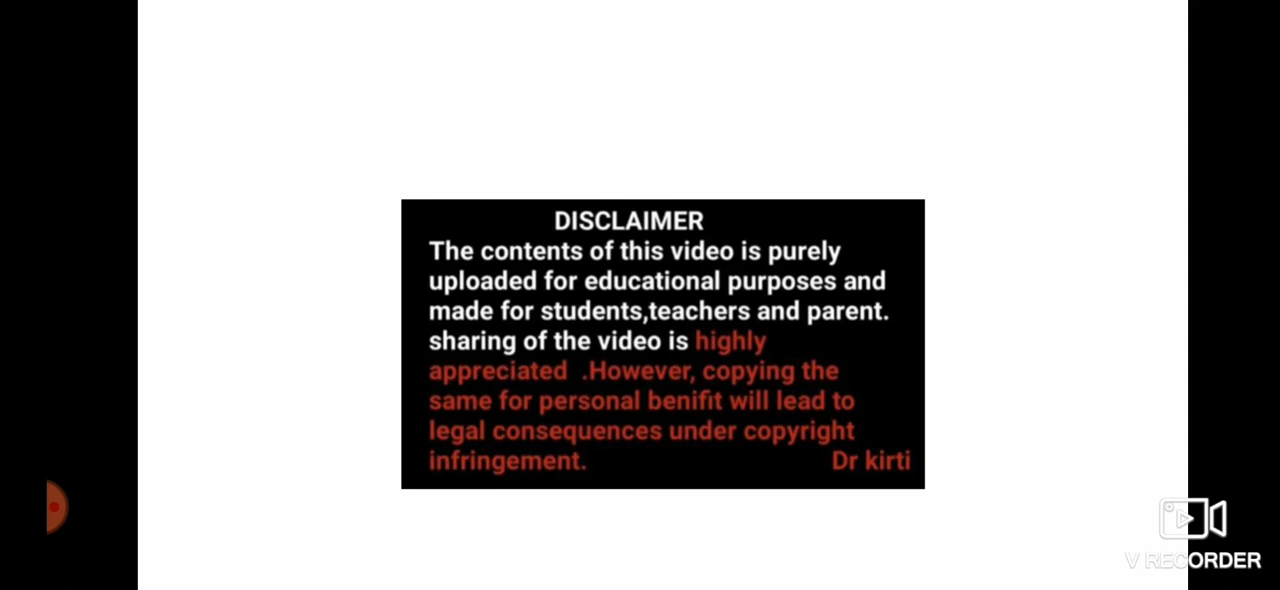 DISCLAIMER
The contents of this video is purely
uploaded for educational purposes and
made for students,teachers and parent.
sharing of the video is highly
appreciated .However, copying the
same for personal benifit will lead to
legal consequences under copyright
infringement. Dr kirti
V RECORDER